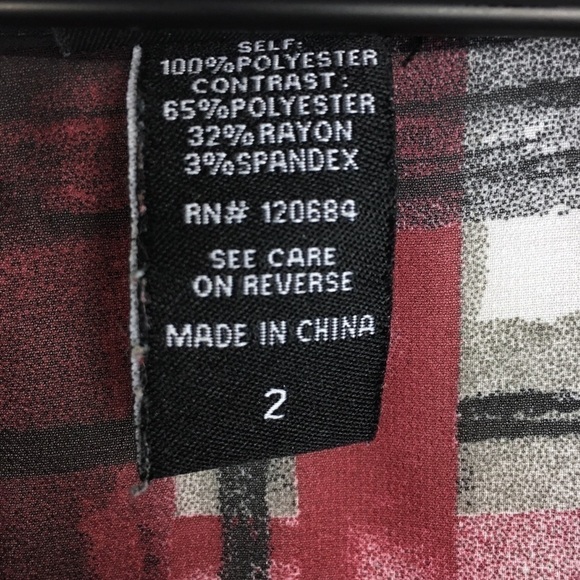 SELF:
100%POLYESTER
CONTRAST:
65%POLYESTER
32%RAYON
3%SPANDEX
RN# 120684
SEE CARE
ON REVERSE
MADE IN CHINA
2